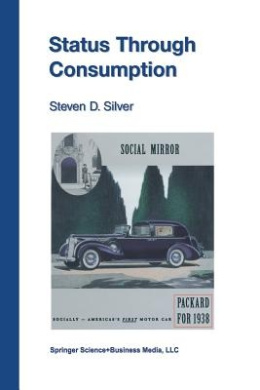 Status Through
Consumption
Steven D. Silver
SOCIAL MIRROR
PACKARD
FOR 1938
SOCIALLY — AMERICA'S FIRST MOTOR CAR
Springer Science+Business Media, LLC